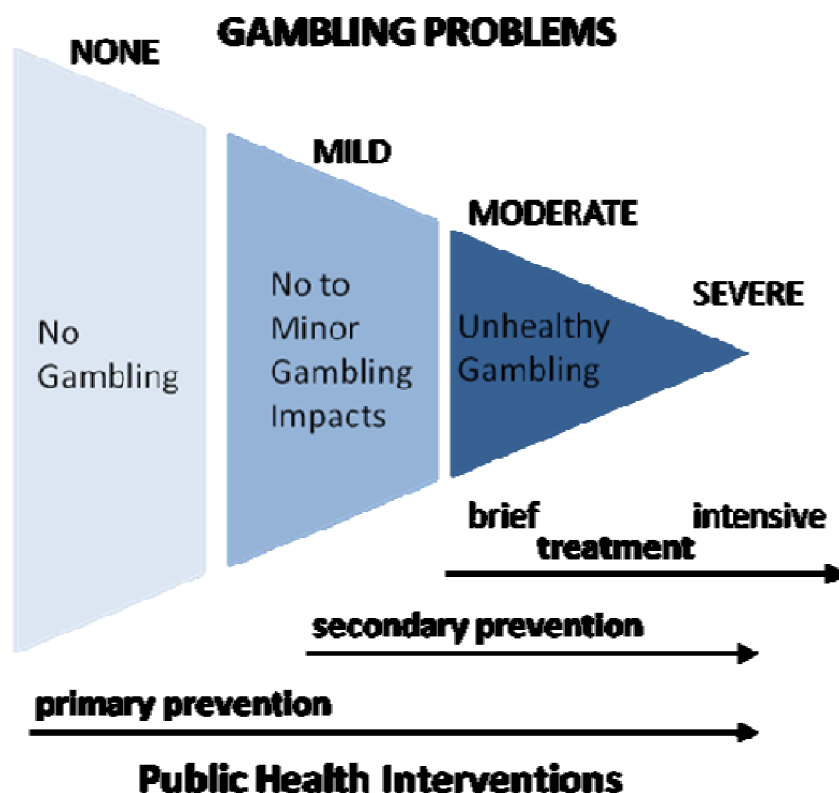 GAMBLING PROBLEMS
NONE
MILD
MODERATE
SEVERE
No
Gambling
No to
Minor
Gambling
Impacts
Unhealthy
Gambling
brief
intensive
treatment
secondary prevention
primary prevention
Public Health Interventions